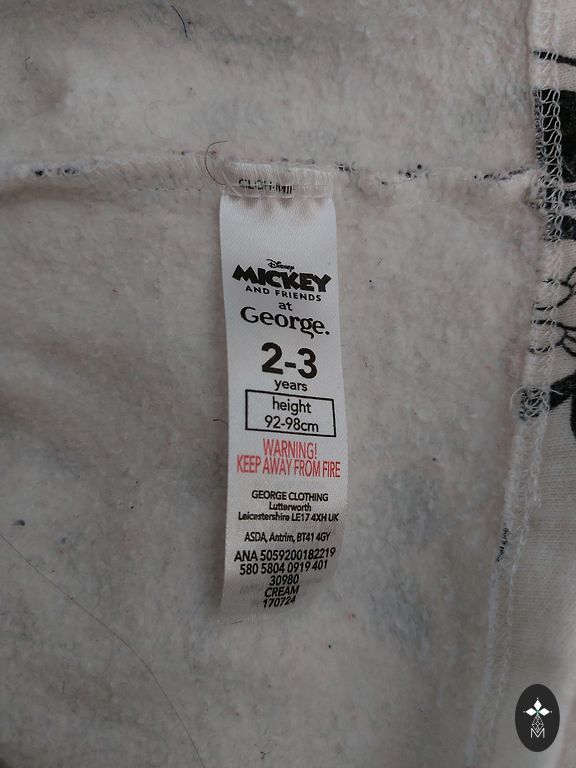 Disney
MICKEY
AND FRIENDS
at
George.
2-3
years
height
92-98cm
WARNING!
KEEP AWAY FROM FIRE
GEORGE CLOTHING
Lutterworth
Leicestershire LE17 4XH UK
ASDA, Antrim, BT41 4GY
ANA 5059200182219
580 5804 0919 401
30980
CREAM
170724
M